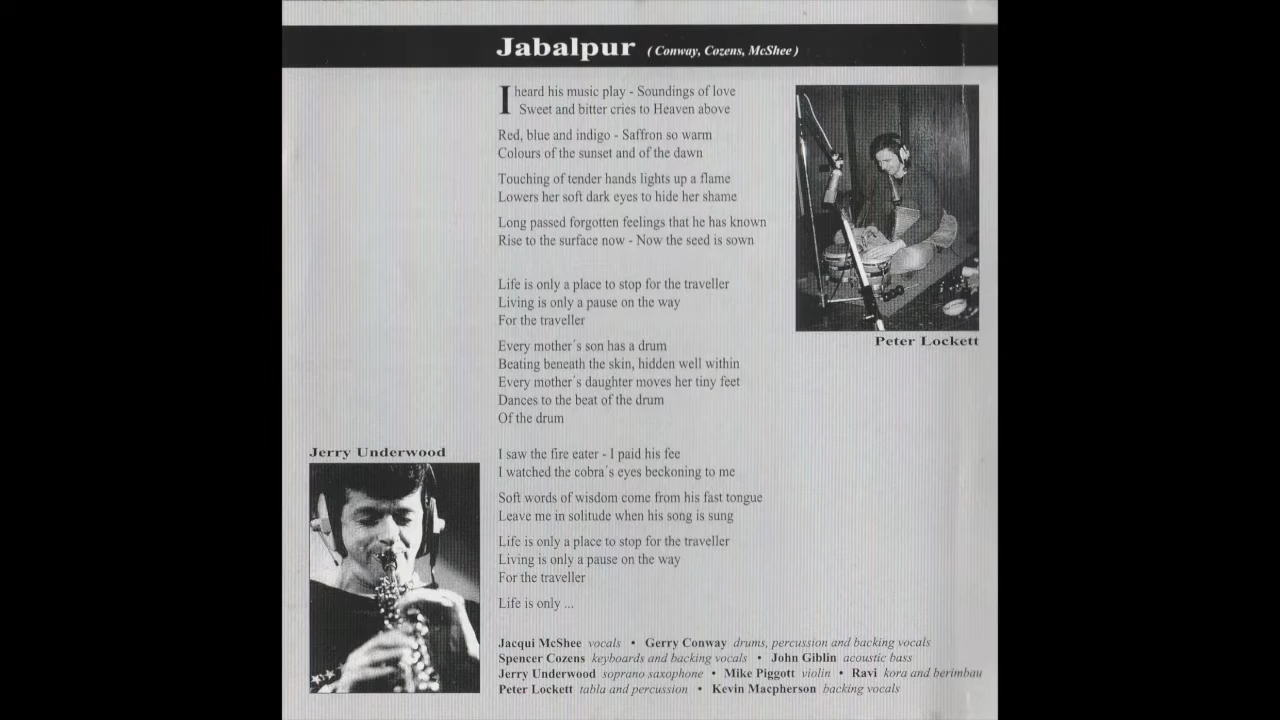 Jabalpur ( Conway, Cozens, McShee )
I heard his music play - Soundings of love
Sweet and bitter cries to Heaven above
Red, blue and indigo - Saffron so warm
Colours of the sunset and of the dawn
Touching of tender hands lights up a flame
Lowers her soft dark eyes to hide her shame
Long passed forgotten feelings that he has known
Rise to the surface now - Now the seed is sown
Life is only a place to stop for the traveller
Living is only a pause on the way
For the traveller
Peter Lockett
Every mother´s son has a drum
Beating beneath the skin, hidden well within
Every mother´s daughter moves her tiny feet
Dances to the beat of the drum
Of the drum
Jerry Underwood
I saw the fire eater - I paid his fee
I watched the cobra´s eyes beckoning to me
Soft words of wisdom come from his fast tongue
Leave me in solitude when his song is sung
Life is only a place to stop for the traveller
Living is only a pause on the way
For the traveller
Life is only ...
Jacqui McShee vocals • Gerry Conway drums, percussion and backing vocals
Spencer Cozens keyboards and backing vocals • John Giblin acoustic bass
Jerry Underwood soprano saxophone • Mike Piggott violin • Ravi kora and berimbau
Peter Lockett tabla and percussion • Kevin Macpherson backing vocals